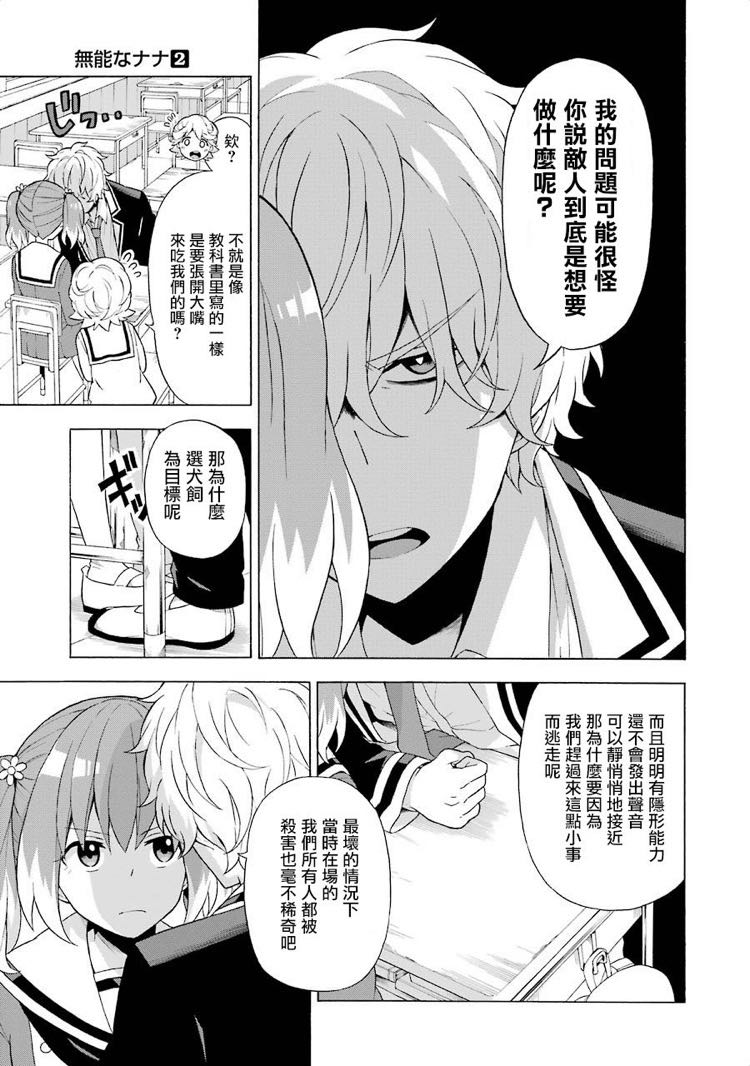 無能なナナ2
我的問題可能很怪
你說敵人到底是想要
做什麼呢？
じっ‥
欸？
不就是像
教科書里寫的一樣
是要張開大嘴
來吃我們的嗎？
那為什麼
選犬飼
為目標呢
ギッ
而且明明有隱形能力
還不會發出聲音
可以靜悄悄地接近
那為什麼要因為
我們趕過來這點小事
而逃走呢
最壞的情況下
當時在場的
我們所有人都被
殺害也毫不稀奇吧